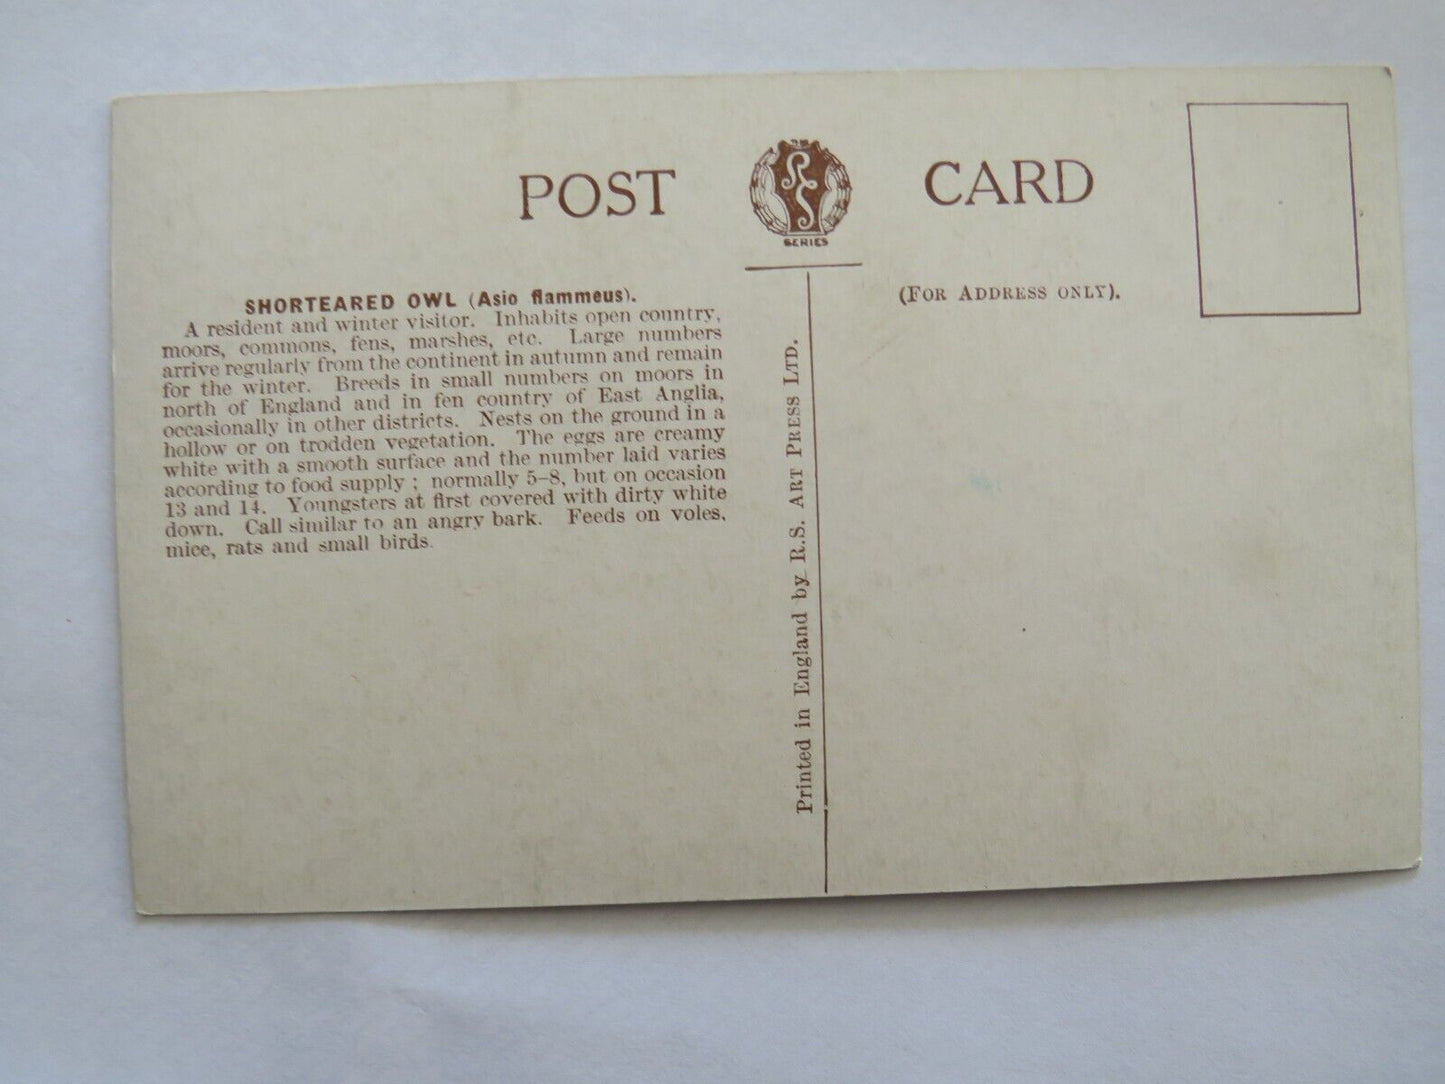 POST CARD
RS
SERIES
SHORTEARED OWL (Asio flammeus).
A resident and winter visitor. Inhabits open country,
moors, commons, fens, marshes, etc. Large numbers
arrive regularly from the continent in autumn and remain
for the winter. Breeds in small numbers on moors in
north of England and in fen country of East Anglia,
occasionally in other districts. Nests on the ground in a
hollow or on trodden vegetation. The eggs are creamy
white with a smooth surface and the number laid varies
according to food supply ; normally 5-8, but on occasion
13 and 14. Youngsters at first covered with dirty white
down. Call similar to an angry bark. Feeds on voles,
mice, rats and small birds.
Printed in England by R.S. ART PRESS LTD.
(FOR ADDRESS ONLY).